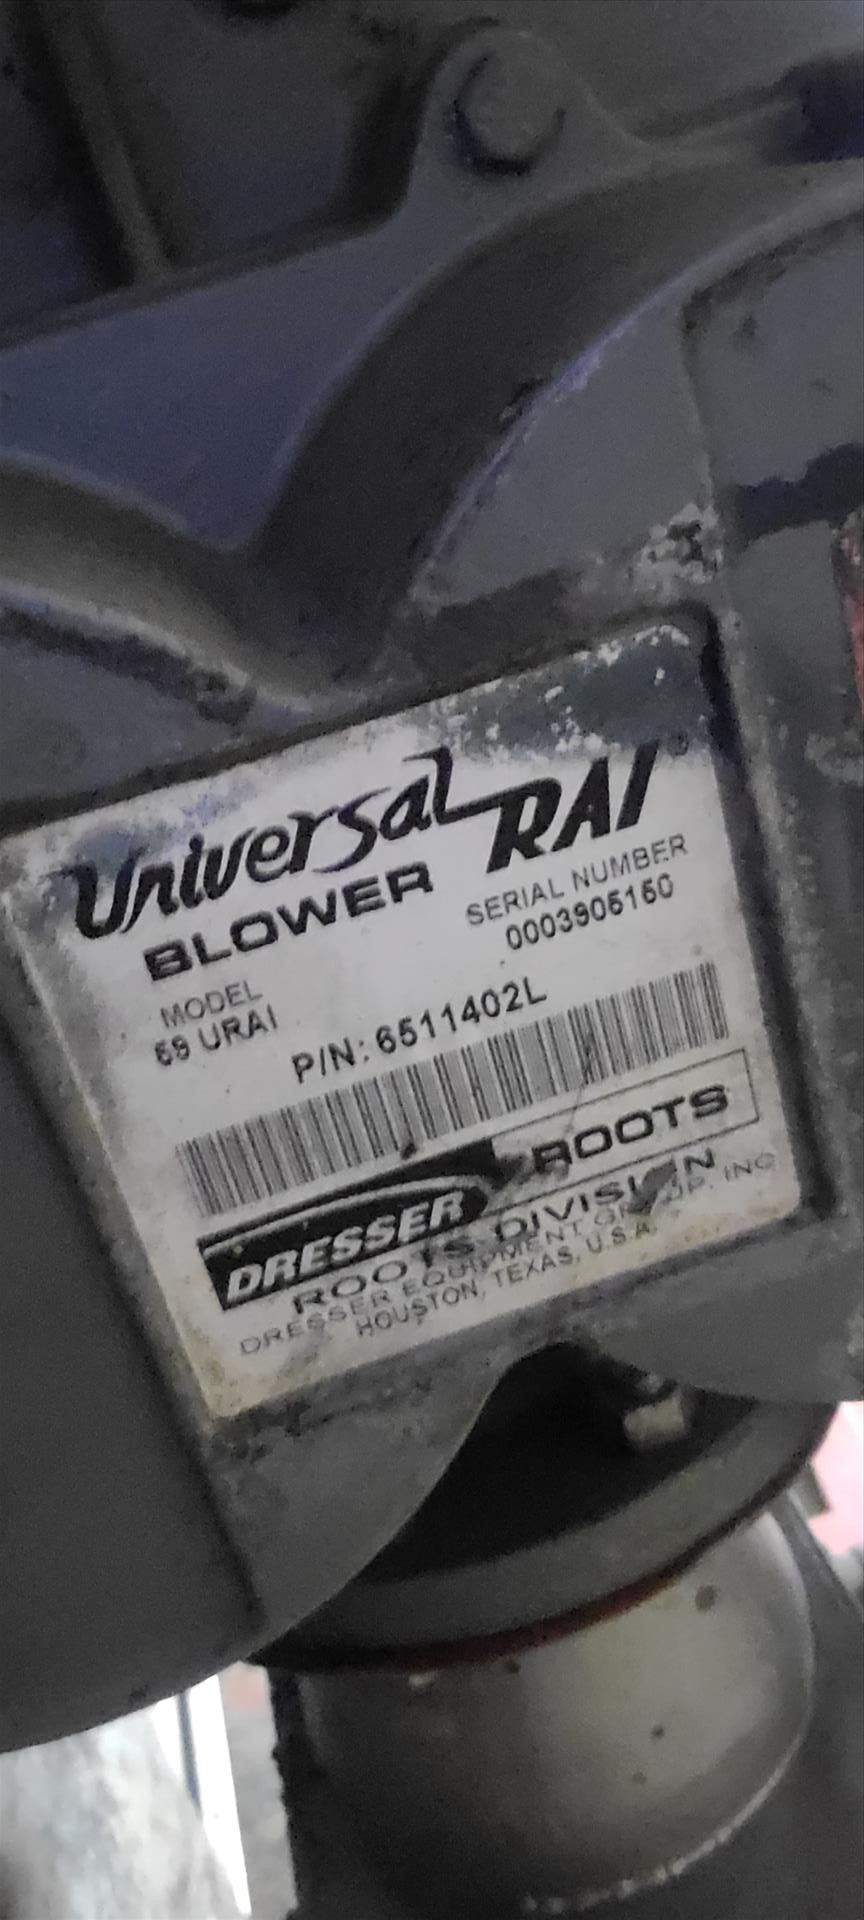 Universal RAI®
BLOWER
SERIAL NUMBER
0003905150
MODEL
59 URAI
P/N: 6511402L
DRESSER ROOTS
ROOTS DIVISION
DRESSER EQUIPMENT GROUP, INC
HOUSTON, TEXAS, U.S.A.